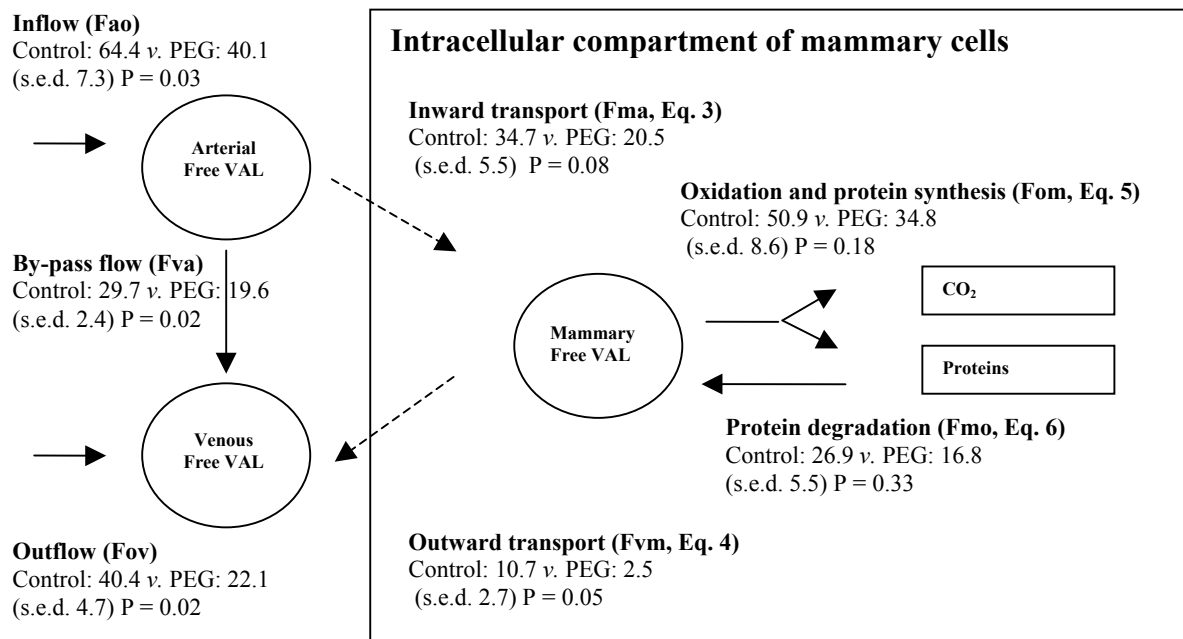 Inflow (Fao)
Control: 64.4 v. PEG: 40.1
(s.e.d. 7.3) P = 0.03
Arterial
Free VAL
By-pass flow (Fva)
Control: 29.7 v. PEG: 19.6
(s.e.d. 2.4) P = 0.02
Venous
Free VAL
Outflow (Fov)
Control: 40.4 v. PEG: 22.1
(s.e.d. 4.7) P = 0.02
Intracellular compartment of mammary cells
Inward transport (Fma, Eq. 3)
Control: 34.7 v. PEG: 20.5
(s.e.d. 5.5) P = 0.08
Oxidation and protein synthesis (Fom, Eq. 5)
Control: 50.9 v. PEG: 34.8
(s.e.d. 8.6) P = 0.18
Mammary
Free VAL
CO₂
Proteins
Protein degradation (Fmo, Eq. 6)
Control: 26.9 v. PEG: 16.8
(s.e.d. 5.5) P = 0.33
Outward transport (Fvm, Eq. 4)
Control: 10.7 v. PEG: 2.5
(s.e.d. 2.7) P = 0.05